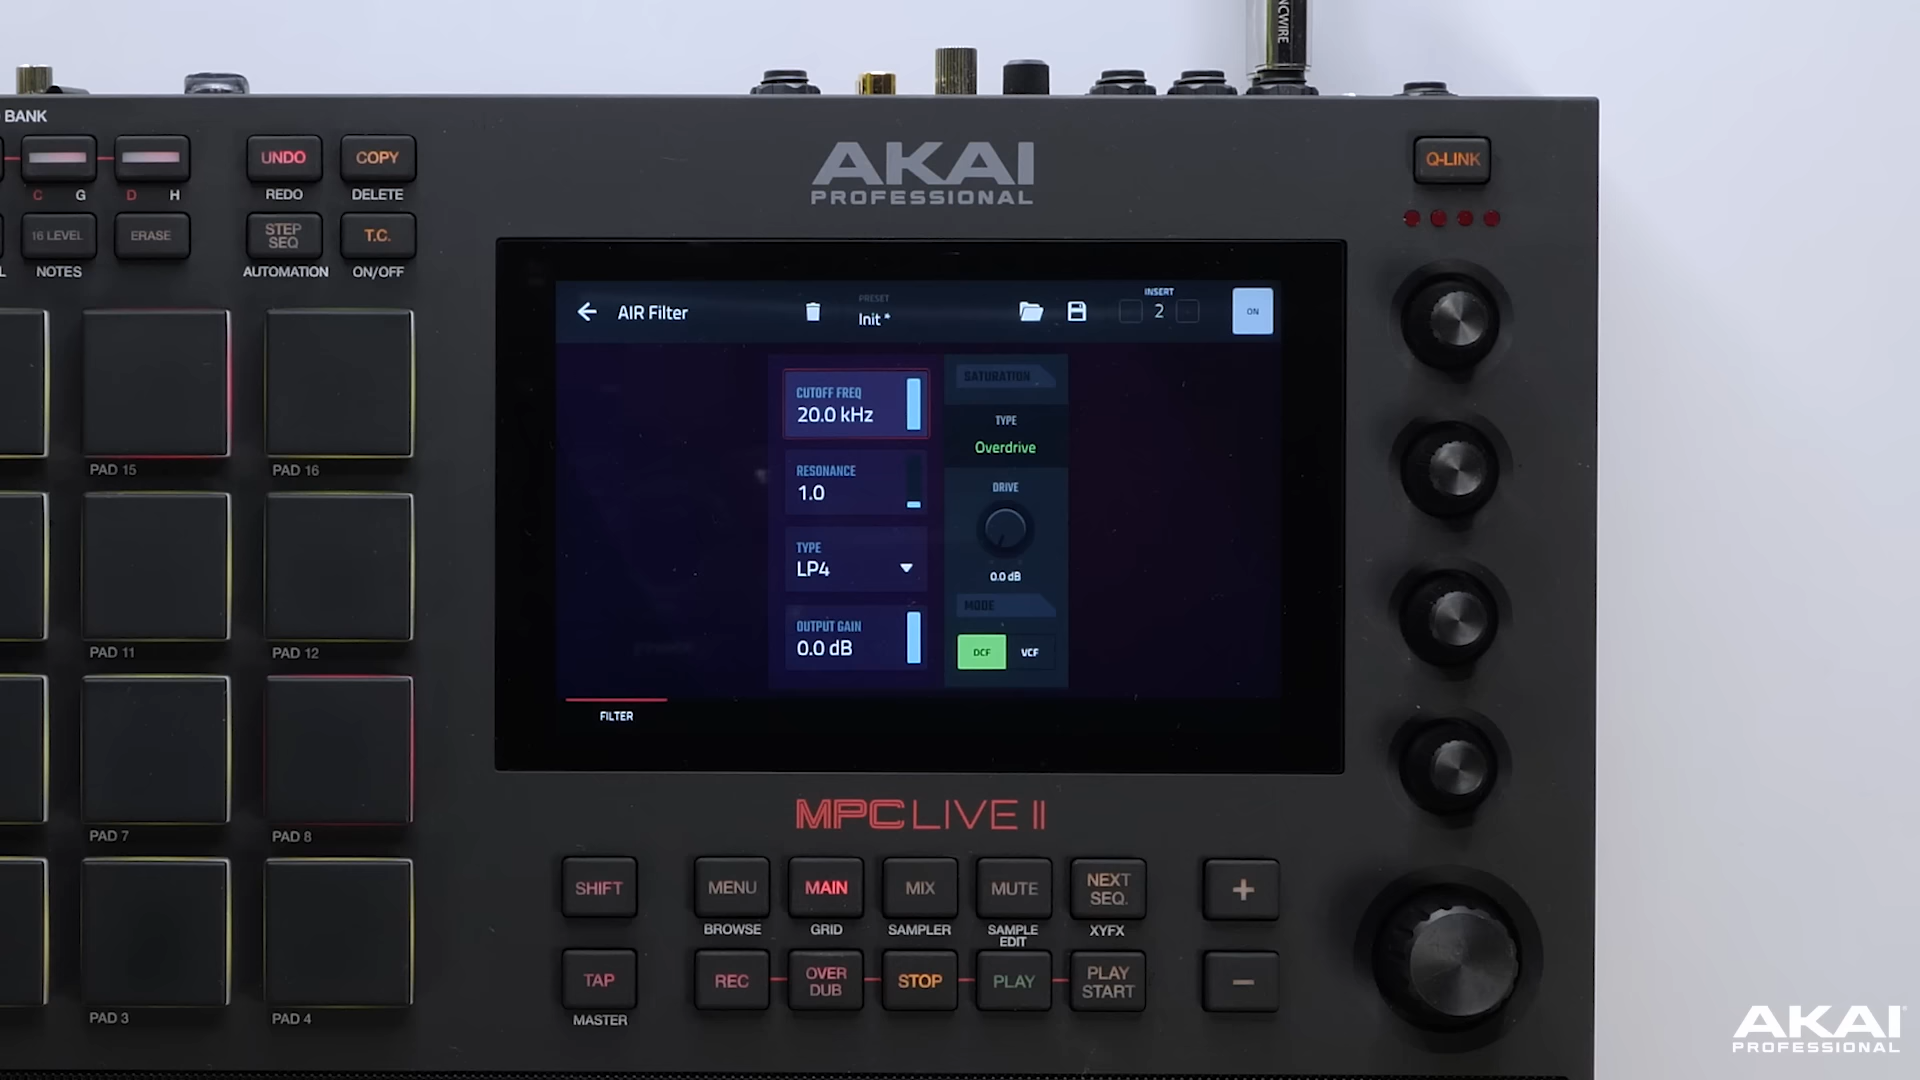 NCWIRE
BANK
C G D H
UNDO
REDO
COPY
DELETE
16 LEVEL
NOTES
ERASE
STEP
SEQ
AUTOMATION
T.C.
ON/OFF
L
AKAI
PROFESSIONAL
Q-LINK
AIR Filter
PRESET
Init *
INSERT
2
ON
CUTOFF FREQ
20.0 kHz
RESONANCE
1.0
TYPE
LP4
OUTPUT GAIN
0.0 dB
SATURATION
TYPE
Overdrive
DRIVE
0.0 dB
MODE
DCF VCF
FILTER
PAD 15
PAD 16
PAD 11
PAD 12
PAD 7
PAD 8
PAD 3
PAD 4
MPC LIVE II
SHIFT
MENU
BROWSE
MAIN
GRID
MIX
SAMPLER
MUTE
SAMPLE
EDIT
NEXT
SEQ.
XYFX
+
TAP
MASTER
REC
OVER
DUB
STOP
PLAY
PLAY
START
−
AKAI
PROFESSIONAL